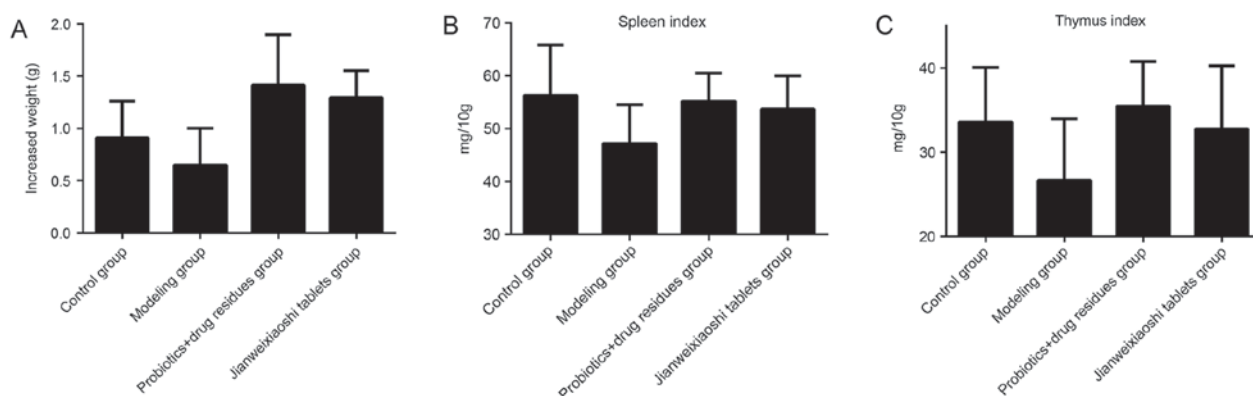 A
Increased weight (g)
2.0
1.5
1.0
0.5
0.0
Control group
Modeling group
Probiotics+drug residues group
Jianweixiaoshi tablets group
B
Spleen index
mg/10g
70
60
50
40
30
Control group
Modeling group
Probiotics+drug residues group
Jianweixiaoshi tablets group
C
Thymus index
mg/10g
40
30
20
Control group
Modeling group
Probiotics+drug residues group
Jianweixiaoshi tablets group